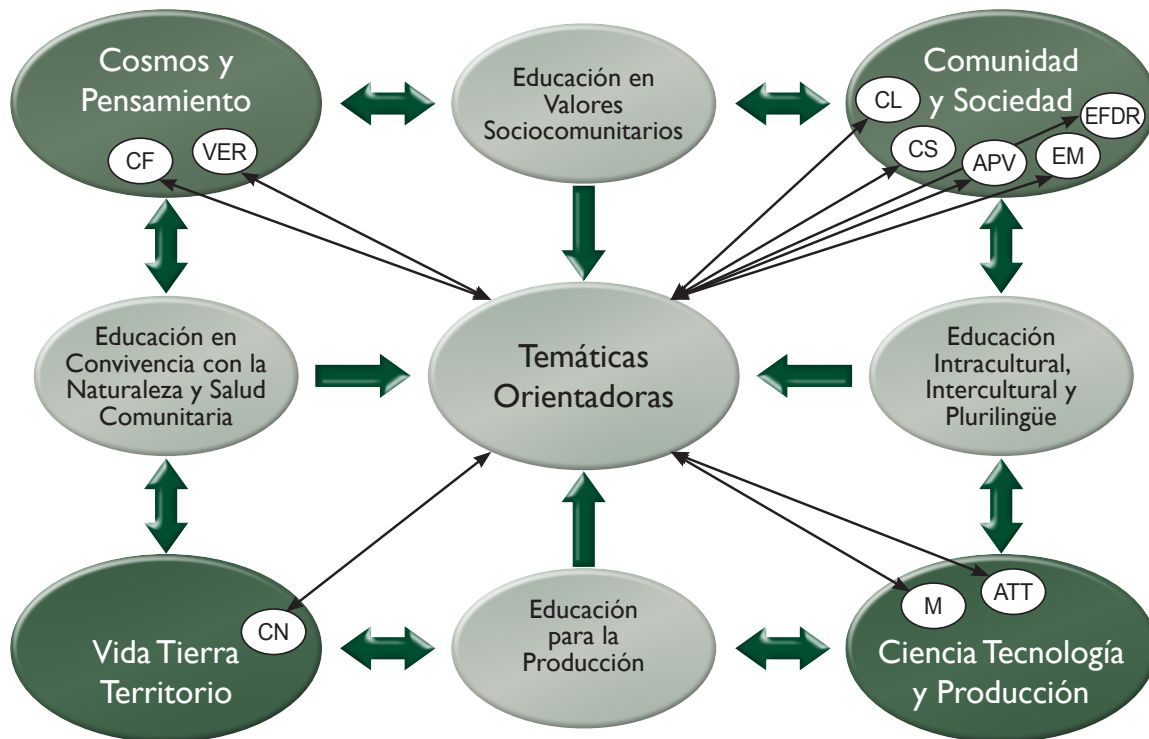 Cosmos y
Pensamiento
CF
VER
Educación en
Valores
Sociocomunitarios
Comunidad
y Sociedad
CL
EFDR
CS
APV
EM
Educación en
Convivencia con la
Naturaleza y Salud
Comunitaria
Temáticas
Orientadoras
Educación
Intracultural,
Intercultural y
Plurilingüe
CN
Vida Tierra
Territorio
Educación
para la
Producción
M
ATT
Ciencia Tecnología
y Producción